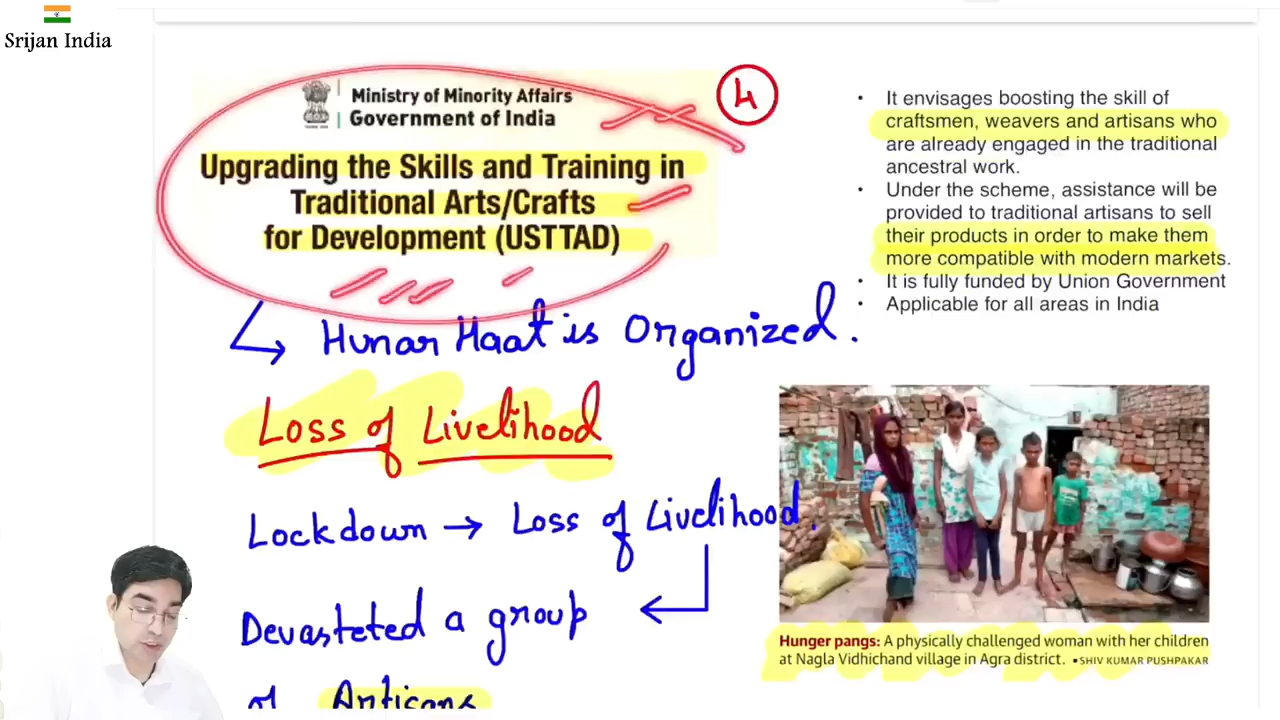 Srijan India
Ministry of Minority Affairs
Government of India
4
Upgrading the Skills and Training in
Traditional Arts/Crafts
for Development (USTTAD)
• It envisages boosting the skill of
craftsmen, weavers and artisans who
are already engaged in the traditional
ancestral work.
• Under the scheme, assistance will be
provided to traditional artisans to sell
their products in order to make them
more compatible with modern markets.
• It is fully funded by Union Government
• Applicable for all areas in India
Hunar Haat is Organized.
Loss of Livelihood
Lockdown → Loss of Livelihood.
Devasteted a group
of Artisans
Hunger pangs: A physically challenged woman with her children
at Nagla Vidhichand village in Agra district. •SHIV KUMAR PUSHPAKAR